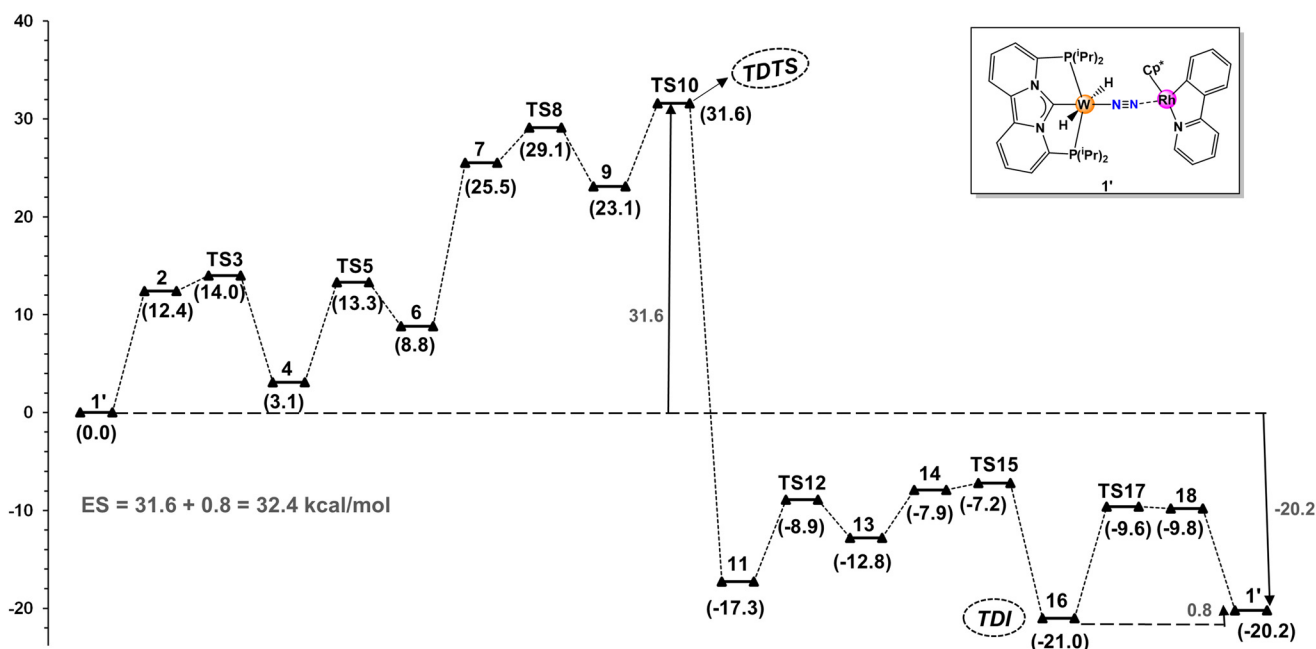 40
30
20
10
0
-10
-20
1'
(0.0)
2
(12.4)
TS3
(14.0)
4
(3.1)
TS5
(13.3)
6
(8.8)
7
(25.5)
TS8
(29.1)
9
(23.1)
TS10
(31.6)
TDTS
31.6
11
(-17.3)
TS12
(-8.9)
13
(-12.8)
14
(-7.9)
TS15
(-7.2)
16
(-21.0)
TDI
TS17
(-9.6)
18
(-9.8)
1'
(-20.2)
0.8
-20.2
ES = 31.6 + 0.8 = 32.4 kcal/mol
P(iPr)2
N
N
W
H
H
N≡N
Rh
Cp*
N
P(iPr)2
1'